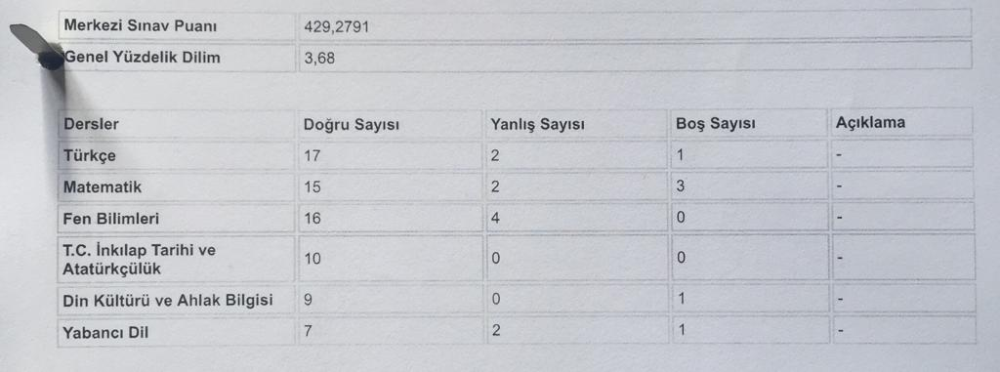 Merkezi Sınav Puanı 429,2791
Genel Yüzdelik Dilim 3,68
Dersler Doğru Sayısı Yanlış Sayısı Boş Sayısı Açıklama
Türkçe 17 2 1 -
Matematik 15 2 3 -
Fen Bilimleri 16 4 0 -
T.C. İnkılap Tarihi ve
Atatürkçülük 10 0 0 -
Din Kültürü ve Ahlak Bilgisi 9 0 1 -
Yabancı Dil 7 2 1 -